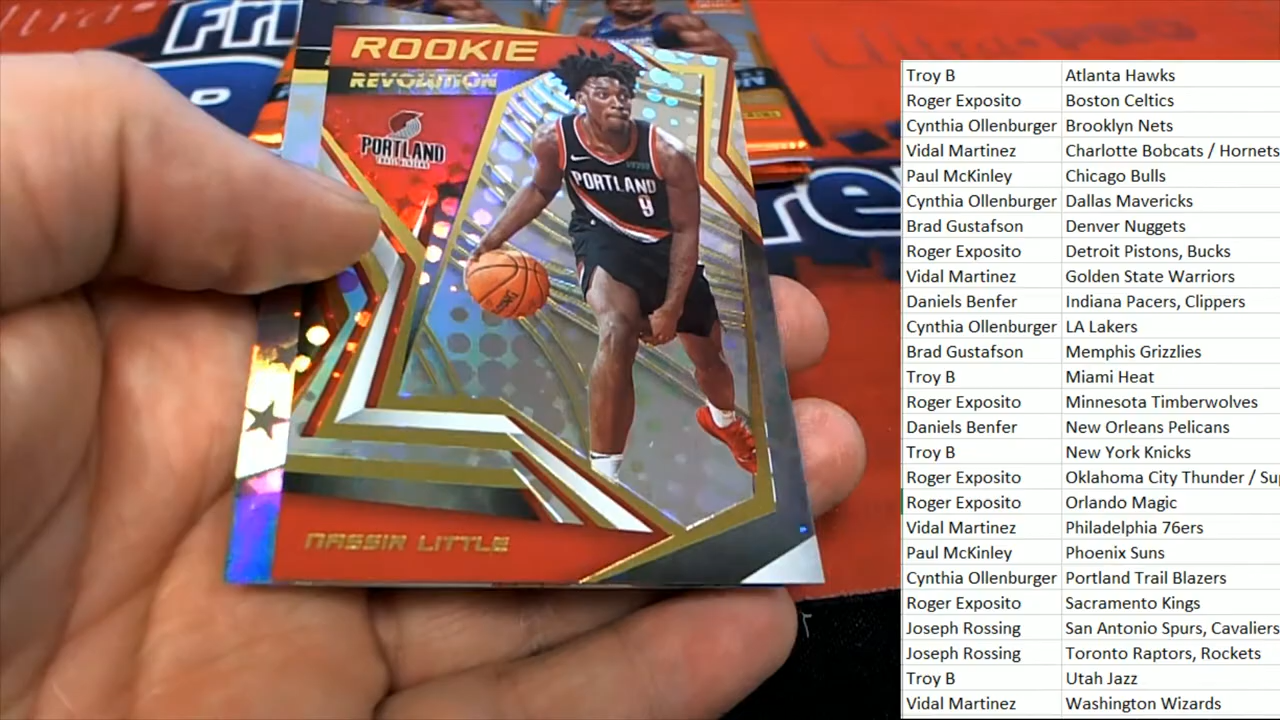 ROOKIE
REVOLUTION
PORTLAND
TRAIL BLAZERS
PORTLAND
9
NASSIR LITTLE
Troy B Atlanta Hawks
Roger Exposito Boston Celtics
Cynthia Ollenburger Brooklyn Nets
Vidal Martinez Charlotte Bobcats / Hornets
Paul McKinley Chicago Bulls
Cynthia Ollenburger Dallas Mavericks
Brad Gustafson Denver Nuggets
Roger Exposito Detroit Pistons, Bucks
Vidal Martinez Golden State Warriors
Daniels Benfer Indiana Pacers, Clippers
Cynthia Ollenburger LA Lakers
Brad Gustafson Memphis Grizzlies
Troy B Miami Heat
Roger Exposito Minnesota Timberwolves
Daniels Benfer New Orleans Pelicans
Troy B New York Knicks
Roger Exposito Oklahoma City Thunder / Su
Roger Exposito Orlando Magic
Vidal Martinez Philadelphia 76ers
Paul McKinley Phoenix Suns
Cynthia Ollenburger Portland Trail Blazers
Roger Exposito Sacramento Kings
Joseph Rossing San Antonio Spurs, Cavaliers
Joseph Rossing Toronto Raptors, Rockets
Troy B Utah Jazz
Vidal Martinez Washington Wizards